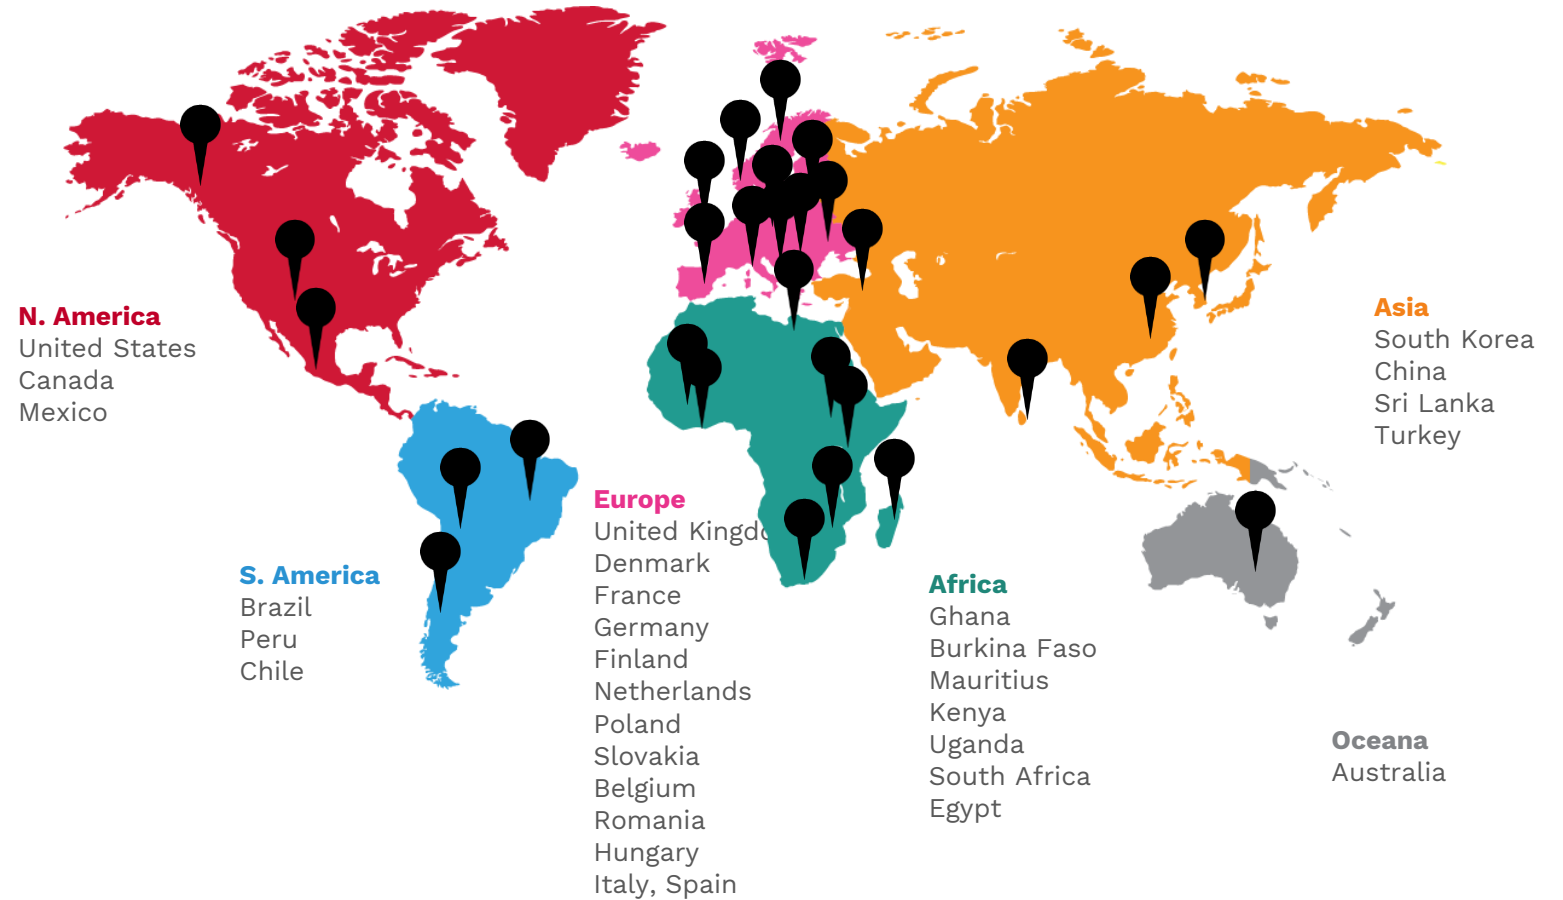 N. America
United States
Canada
Mexico
S. America
Brazil
Peru
Chile
Europe
United Kingdo
Denmark
France
Germany
Finland
Netherlands
Poland
Slovakia
Belgium
Romania
Hungary
Italy, Spain
Africa
Ghana
Burkina Faso
Mauritius
Kenya
Uganda
South Africa
Egypt
Asia
South Korea
China
Sri Lanka
Turkey
Oceana
Australia